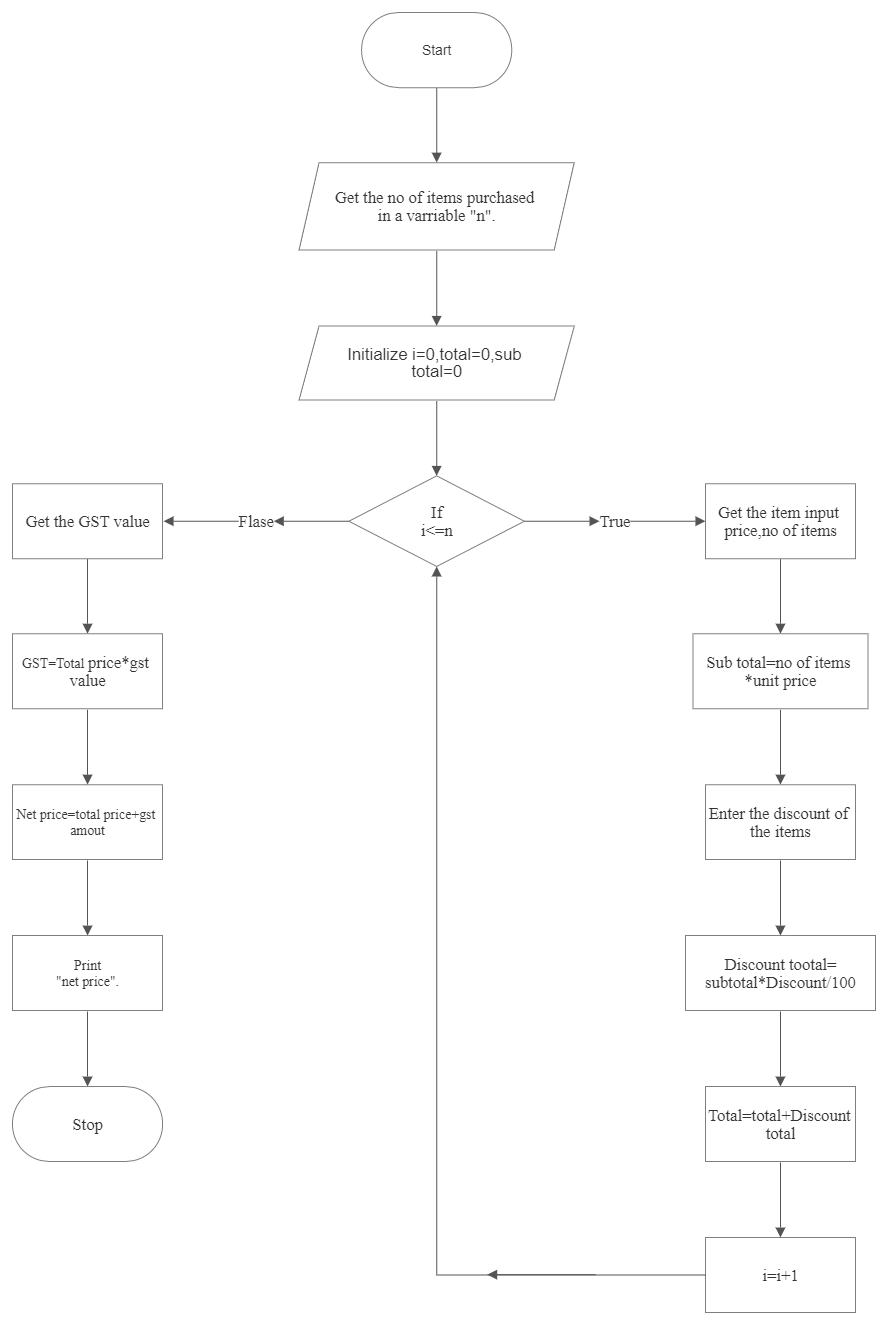 Start
Get the no of items purchased
in a varriable "n".
Initialize i=0,total=0,sub
total=0
If
i<=n
Flase
True
Get the GST value
GST=Total price*gst
value
Net price=total price+gst
amout
Print
"net price".
Stop
Get the item input
price,no of items
Sub total=no of items
*unit price
Enter the discount of
the items
Discount tootal=
subtotal*Discount/100
Total=total+Discount
total
i=i+1